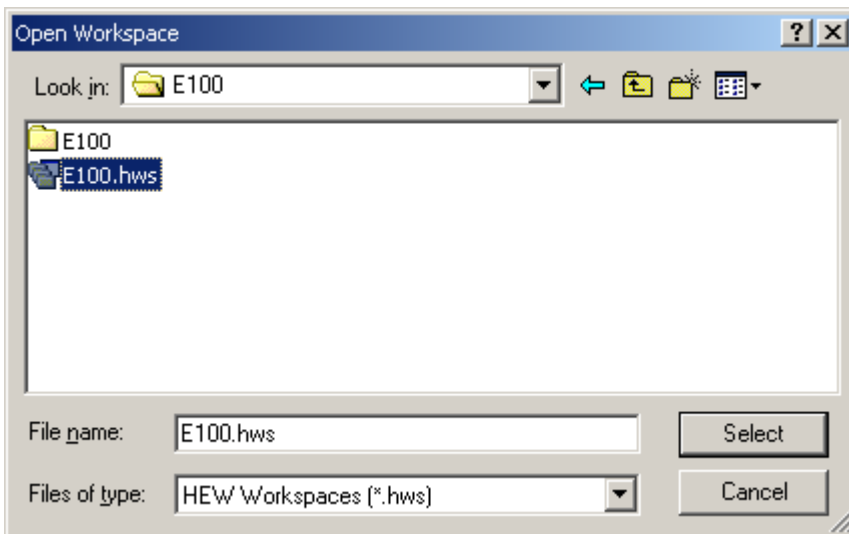 Open Workspace
Look in: E100
E100
E100.hws
File name: E100.hws Select
Files of type: HEW Workspaces (*.hws) Cancel